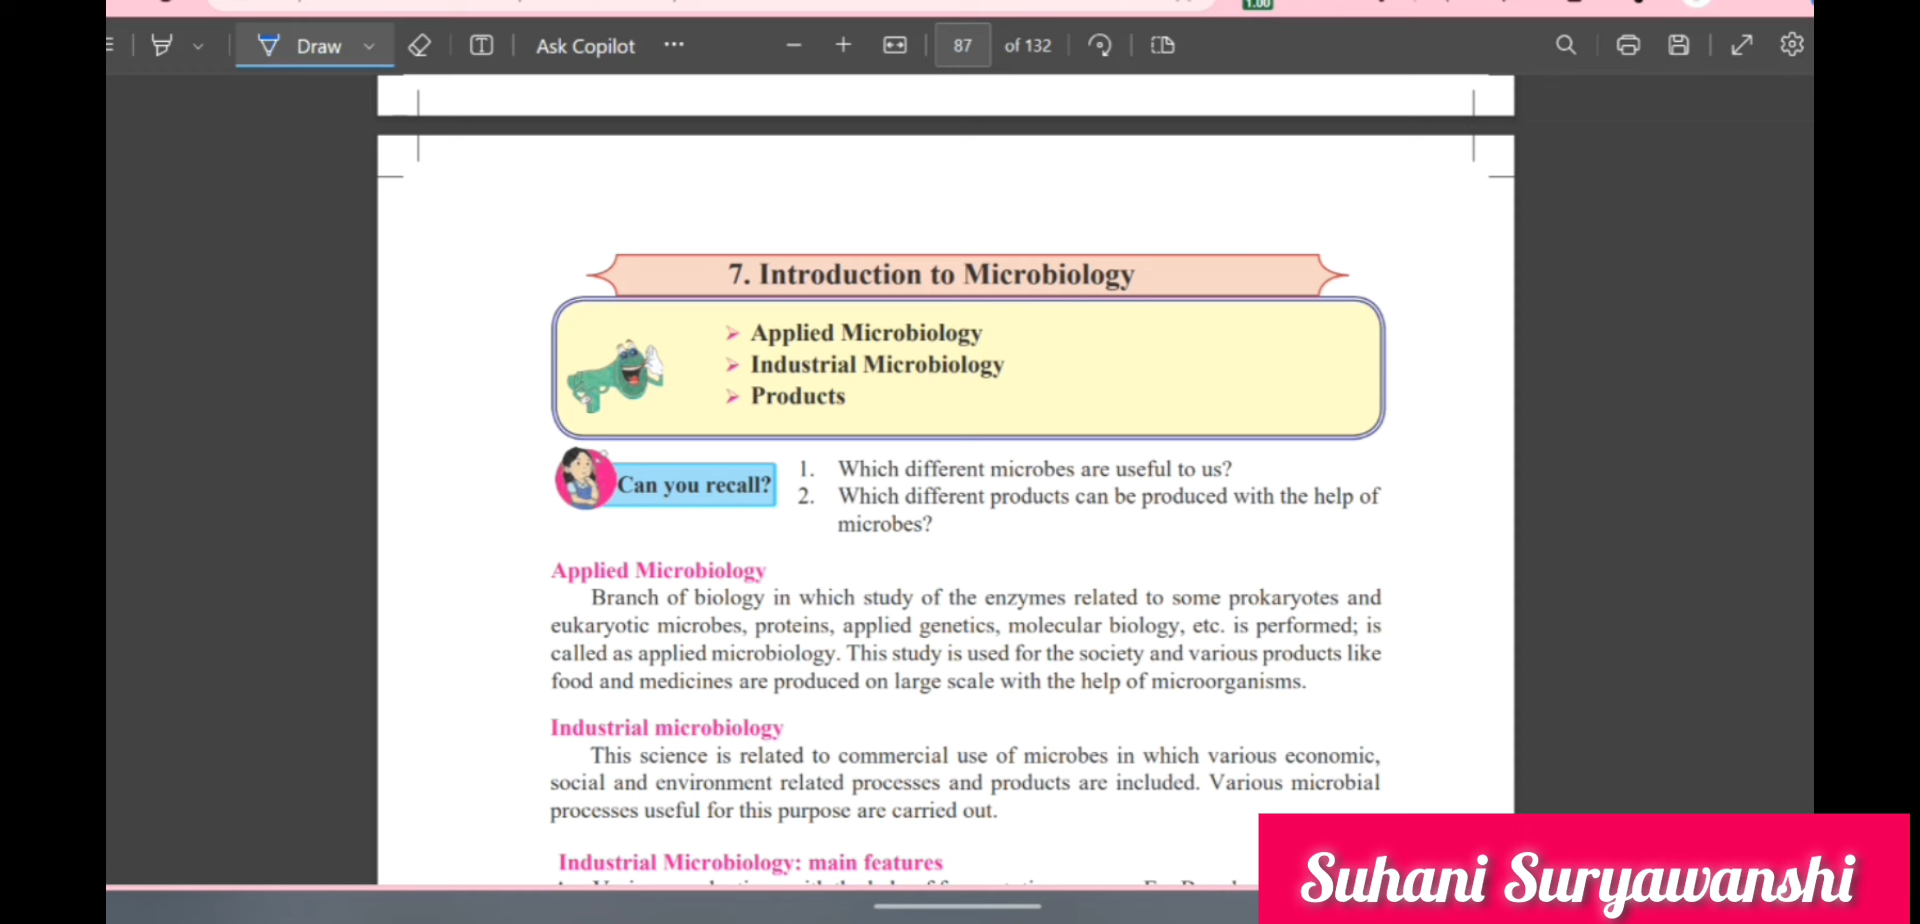 1.00
Draw
Ask Copilot
87 of 132
7. Introduction to Microbiology
Applied Microbiology
Industrial Microbiology
Products
Can you recall?
1. Which different microbes are useful to us?
2. Which different products can be produced with the help of
microbes?
Applied Microbiology
Branch of biology in which study of the enzymes related to some prokaryotes and
eukaryotic microbes, proteins, applied genetics, molecular biology, etc. is performed; is
called as applied microbiology. This study is used for the society and various products like
food and medicines are produced on large scale with the help of microorganisms.
Industrial microbiology
This science is related to commercial use of microbes in which various economic,
social and environment related processes and products are included. Various microbial
processes useful for this purpose are carried out.
Industrial Microbiology: main features
Suhani Suryawanshi